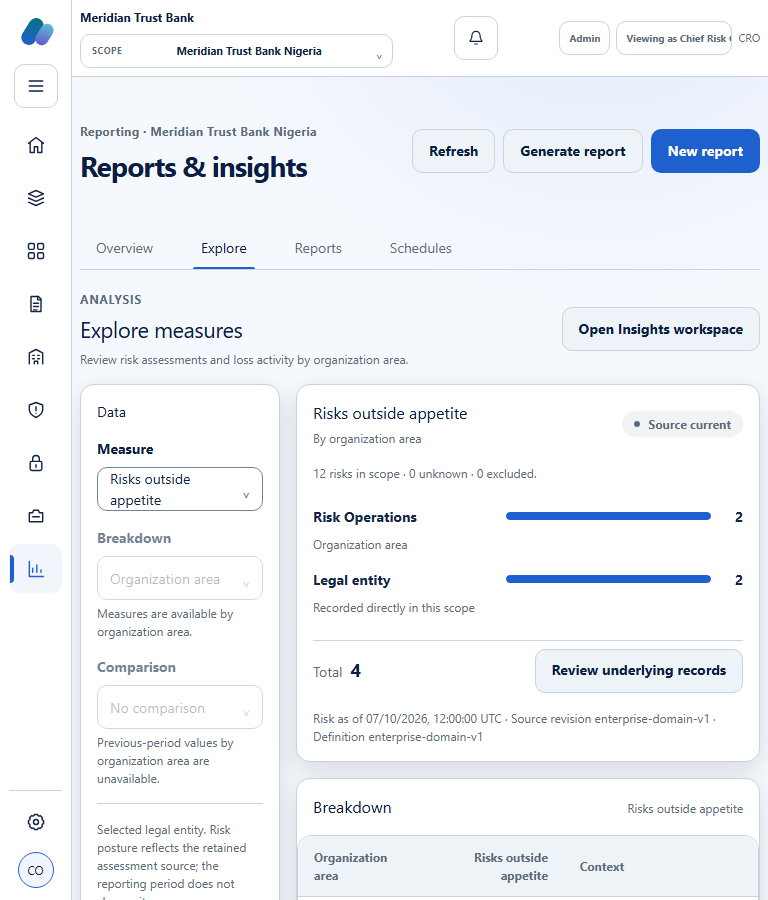 Meridian Trust Bank
SCOPE Meridian Trust Bank Nigeria
Admin
Viewing as Chief Risk
CRO
Reporting · Meridian Trust Bank Nigeria
Reports & insights
Refresh
Generate report
New report
Overview
Explore
Reports
Schedules
ANALYSIS
Explore measures
Review risk assessments and loss activity by organization area.
Open Insights workspace
Data
Measure
Risks outside
appetite
Breakdown
Organization area
Measures are available by
organization area.
Comparison
No comparison
Previous-period values by
organization area are
unavailable.
Selected legal entity. Risk
posture reflects the retained
assessment source; the
reporting period does not
Risks outside appetite
By organization area
Source current
12 risks in scope · 0 unknown · 0 excluded.
Risk Operations 2
Organization area
Legal entity 2
Recorded directly in this scope
Total 4
Review underlying records
Risk as of 07/10/2026, 12:00:00 UTC · Source revision enterprise-domain-v1 ·
Definition enterprise-domain-v1
Breakdown
Risks outside appetite
Organization
area
Risks outside
appetite
Context
CO